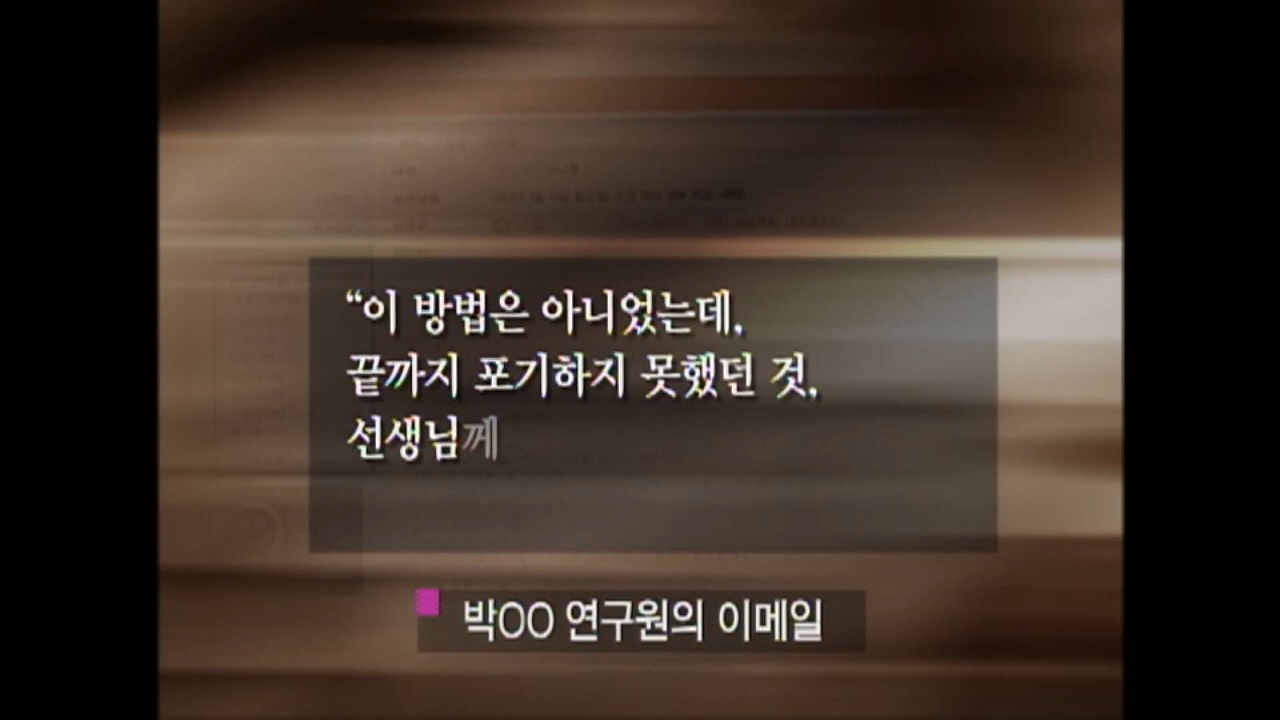 “이 방법은 아니었는데,
끝까지 포기하지 못했던 것,
선생님께
박OO 연구원의 이메일